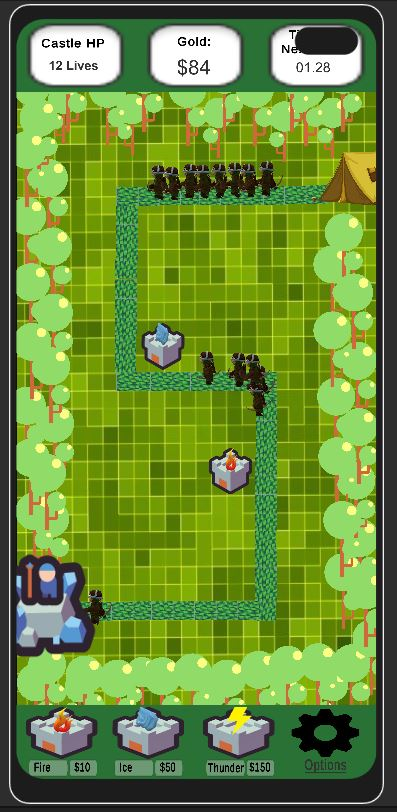 Castle HP
12 Lives
Gold:
$84
01.28
Fire $10
Ice $50
Thunder $150
Options